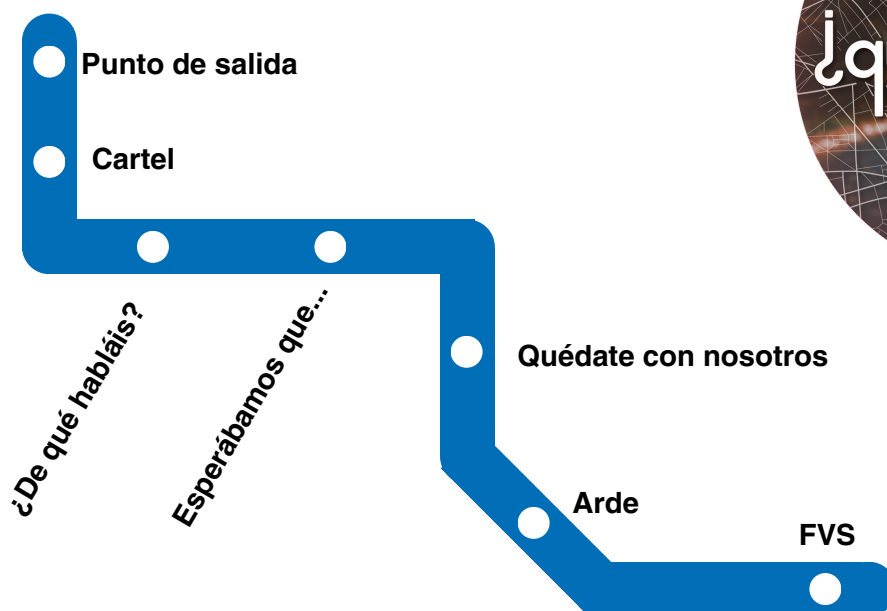 ¿q
Punto de salida
Cartel
¿De qué habláis?
Esperábamos que...
Quédate con nosotros
Arde
FVS